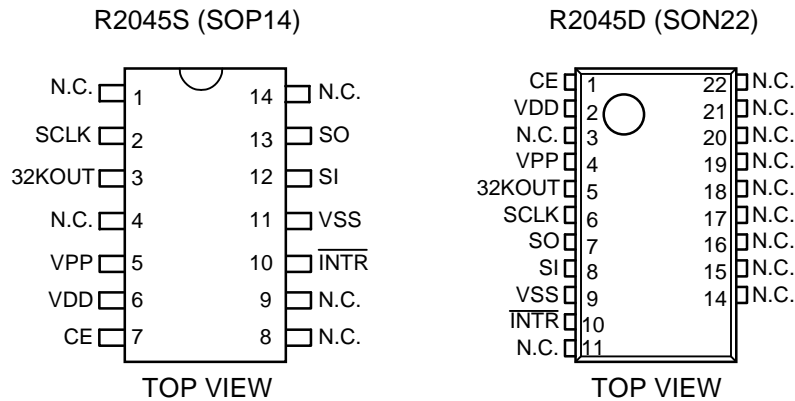 R2045S (SOP14)
N.C. 1 14 N.C.
SCLK 2 13 SO
32KOUT 3 12 SI
N.C. 4 11 VSS
VPP 5 10 INTR
VDD 6 9 N.C.
CE 7 8 N.C.
TOP VIEW
R2045D (SON22)
CE 1 22 N.C.
VDD 2 21 N.C.
N.C. 3 20 N.C.
VPP 4 19 N.C.
32KOUT 5 18 N.C.
SCLK 6 17 N.C.
SO 7 16 N.C.
SI 8 15 N.C.
VSS 9 14 N.C.
INTR 10
N.C. 11
TOP VIEW